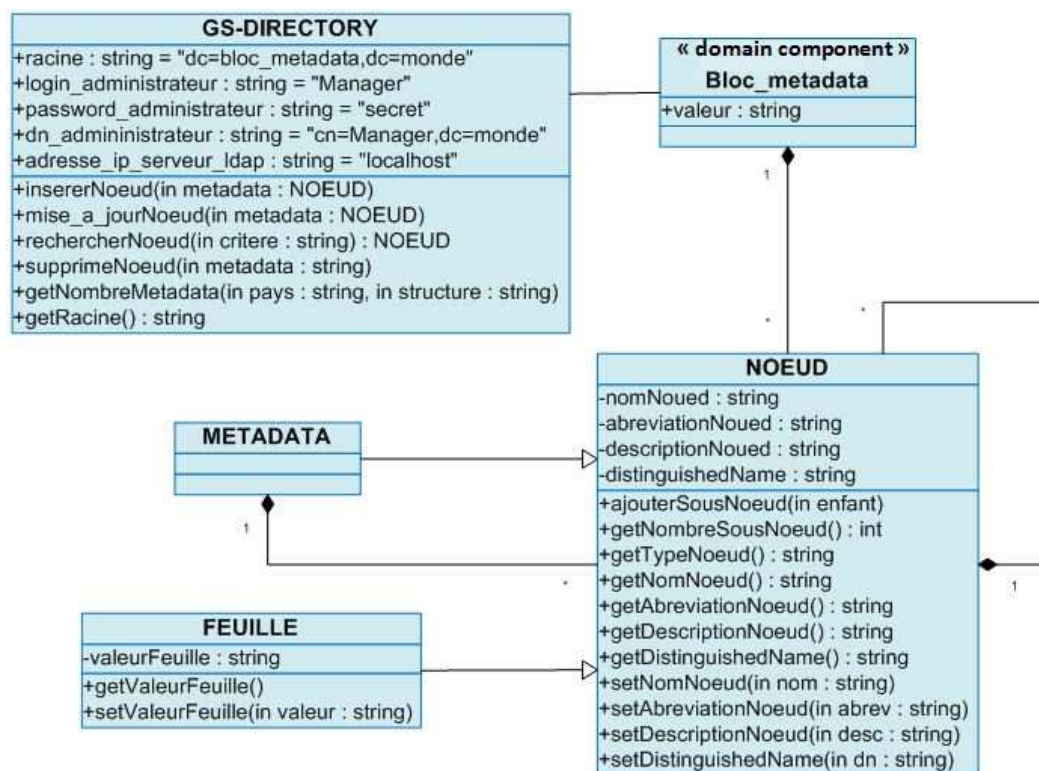 GS-DIRECTORY
+racine : string = "dc=bloc_metadata,dc=monde"
+login_administrateur : string = "Manager"
+password_administrateur : string = "secret"
+dn_admininistrateur : string = "cn=Manager,dc=monde"
+adresse_ip_serveur_ldap : string = "localhost"
+insererNoeud(in metadata : NOEUD)
+mise_a_jourNoeud(in metadata : NOEUD)
+rechercherNoeud(in critere : string) : NOEUD
+supprimeNoeud(in metadata : string)
+getNombreMetadata(in pays : string, in structure : string)
+getRacine() : string
« domain component »
Bloc_metadata
+valeur : string
1
*
*
NOEUD
-nomNoued : string
-abreviationNoued : string
-descriptionNoued : string
-distinguishedName : string
+ajouterSousNoeud(in enfant)
+getNombreSousNoeud() : int
+getTypeNoeud() : string
+getNomNoeud() : string
+getAbreviationNoeud() : string
+getDescriptionNoeud() : string
+getDistinguishedName() : string
+setNomNoeud(in nom : string)
+setAbreviationNoeud(in abrev : string)
+setDescriptionNoeud(in desc : string)
+setDistinguishedName(in dn : string)
1
METADATA
1
*
FEUILLE
-valeurFeuille : string
+getValeurFeuille()
+setValeurFeuille(in valeur : string)